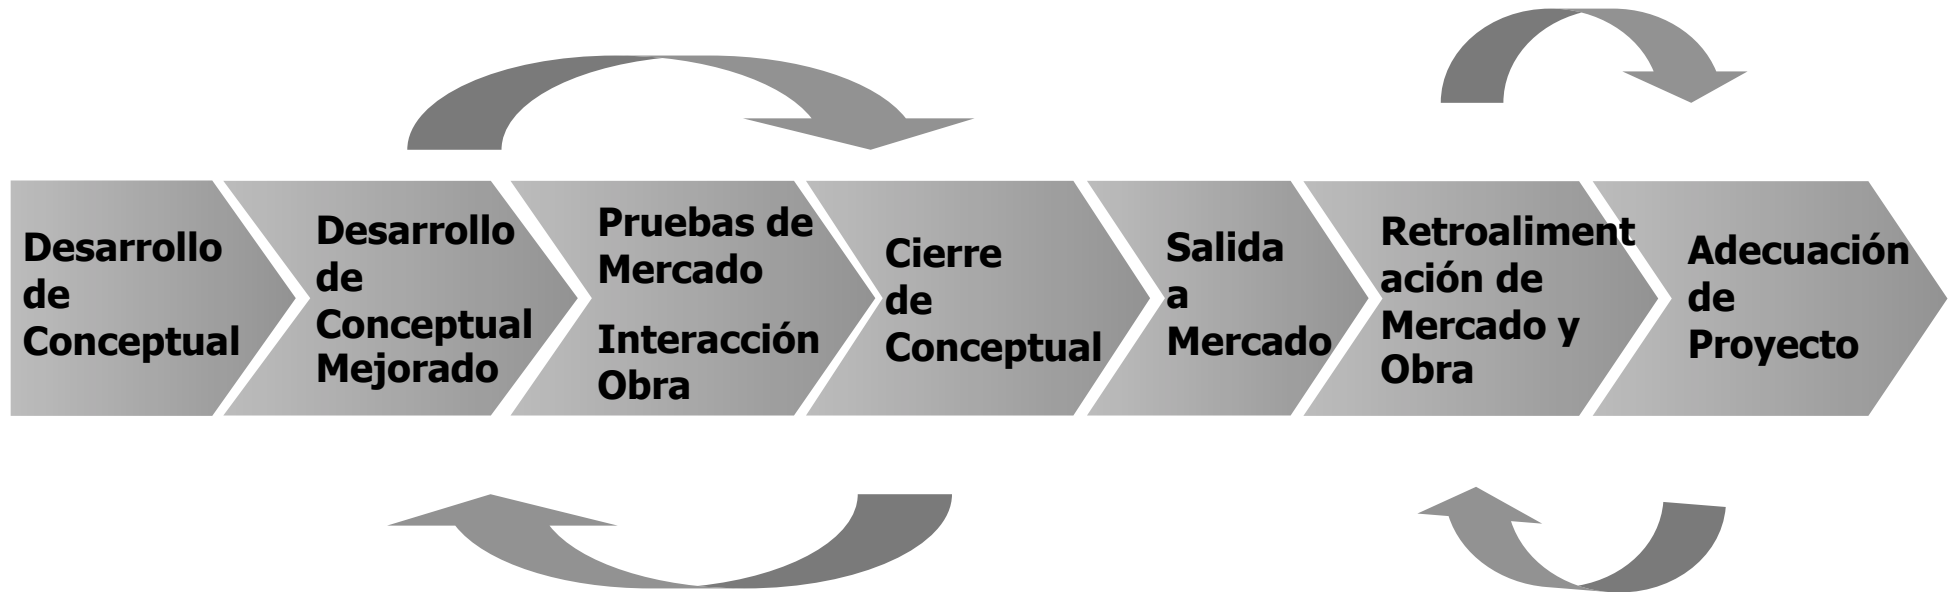 Desarrollo
de
Conceptual
Desarrollo
de
Conceptual
Mejorado
Pruebas de
Mercado
Interacción
Obra
Cierre
de
Conceptual
Salida
a
Mercado
Retroaliment
ación de
Mercado y
Obra
Adecuación
de
Proyecto